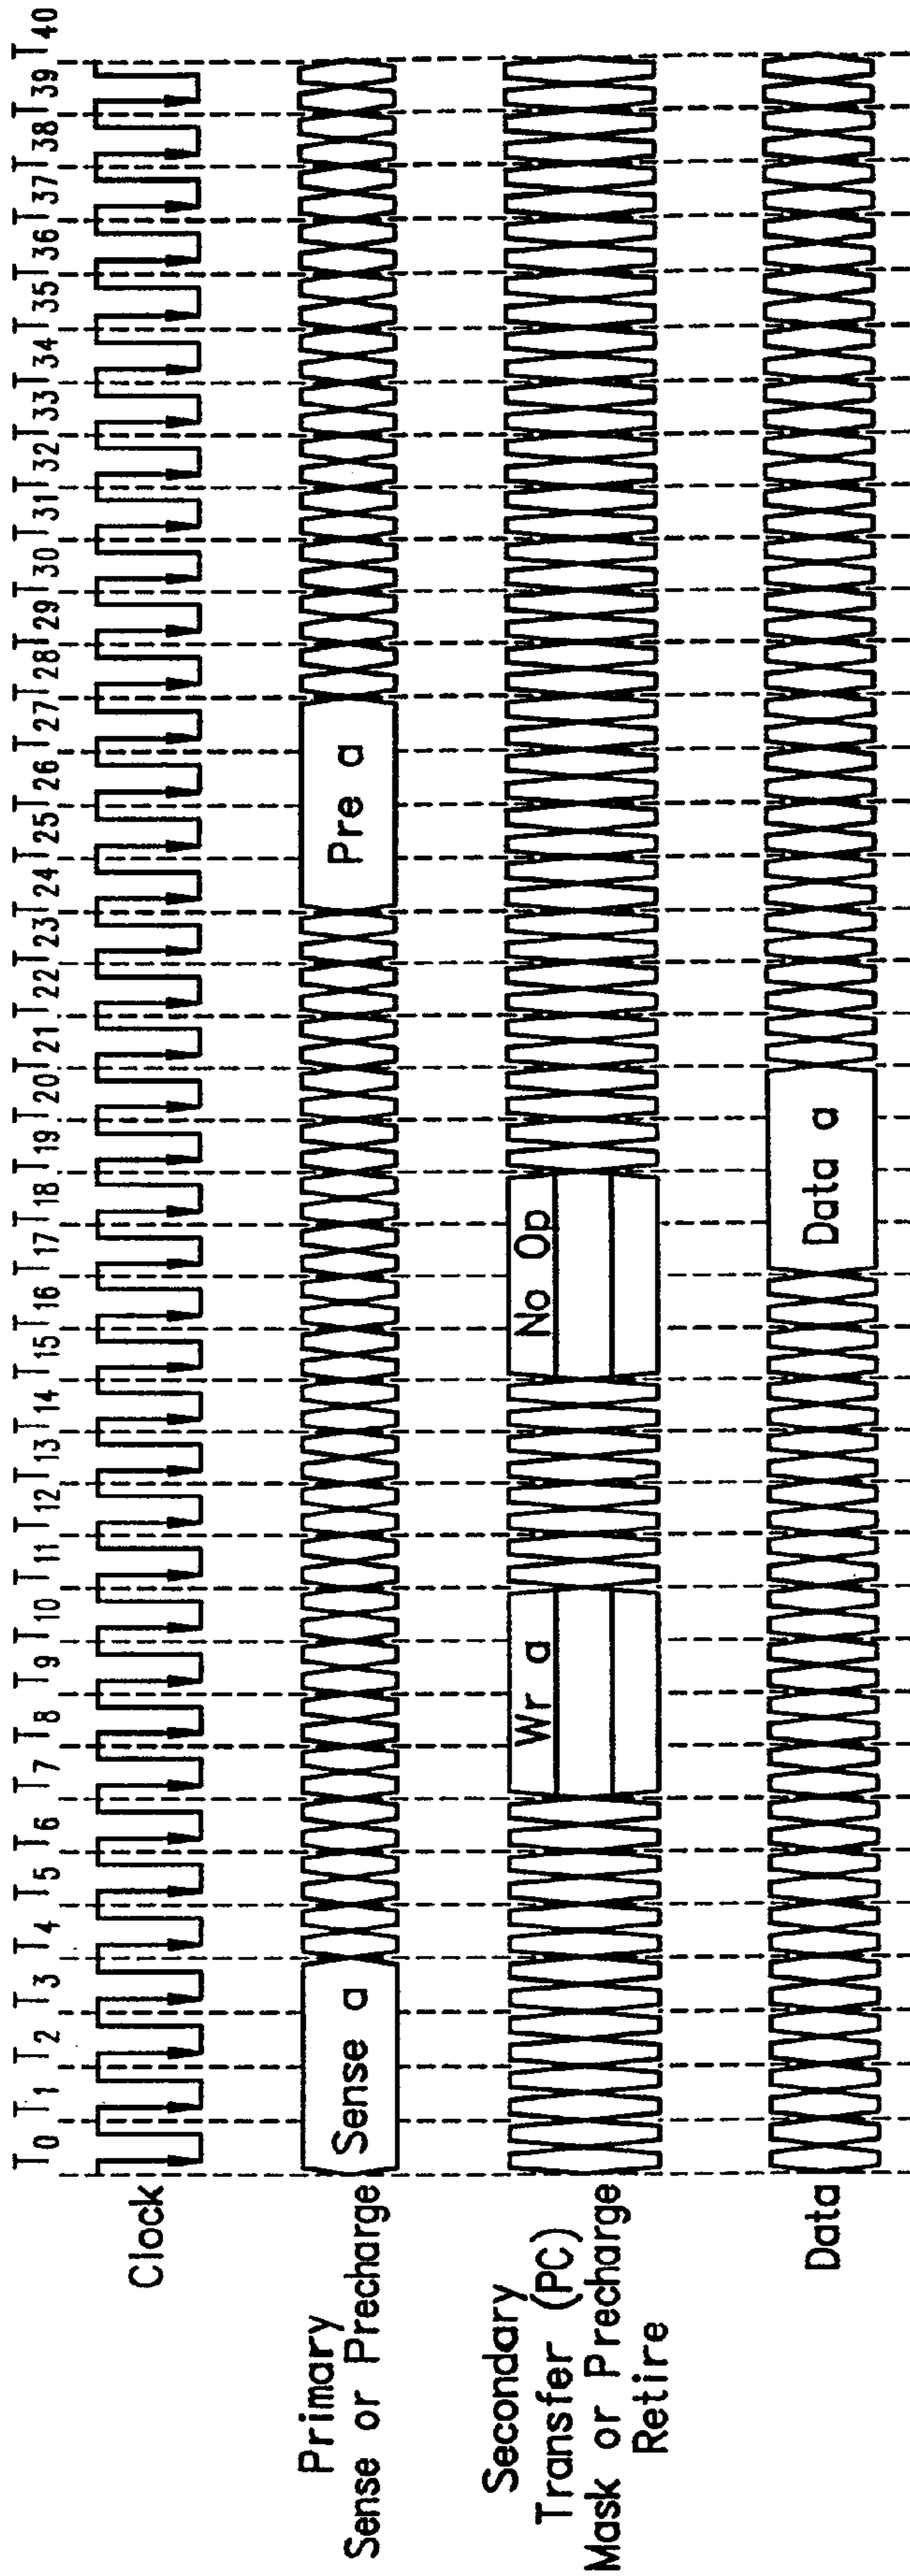 T0 T1 T2 T3 T4 T5 T6 T7 T8 T9 T10 T11 T12 T13 T14 T15 T16 T17 T18 T19 T20 T21 T22 T23 T24 T25 T26 T27 T28 T29 T30 T31 T32 T33 T34 T35 T36 T37 T38 T39 T40
Clock
Primary
Sense or Precharge
Sense a
Pre a
Secondary
Transfer (PC)
Mask or Precharge
Retire
Wr a
No Op
Data
Data a